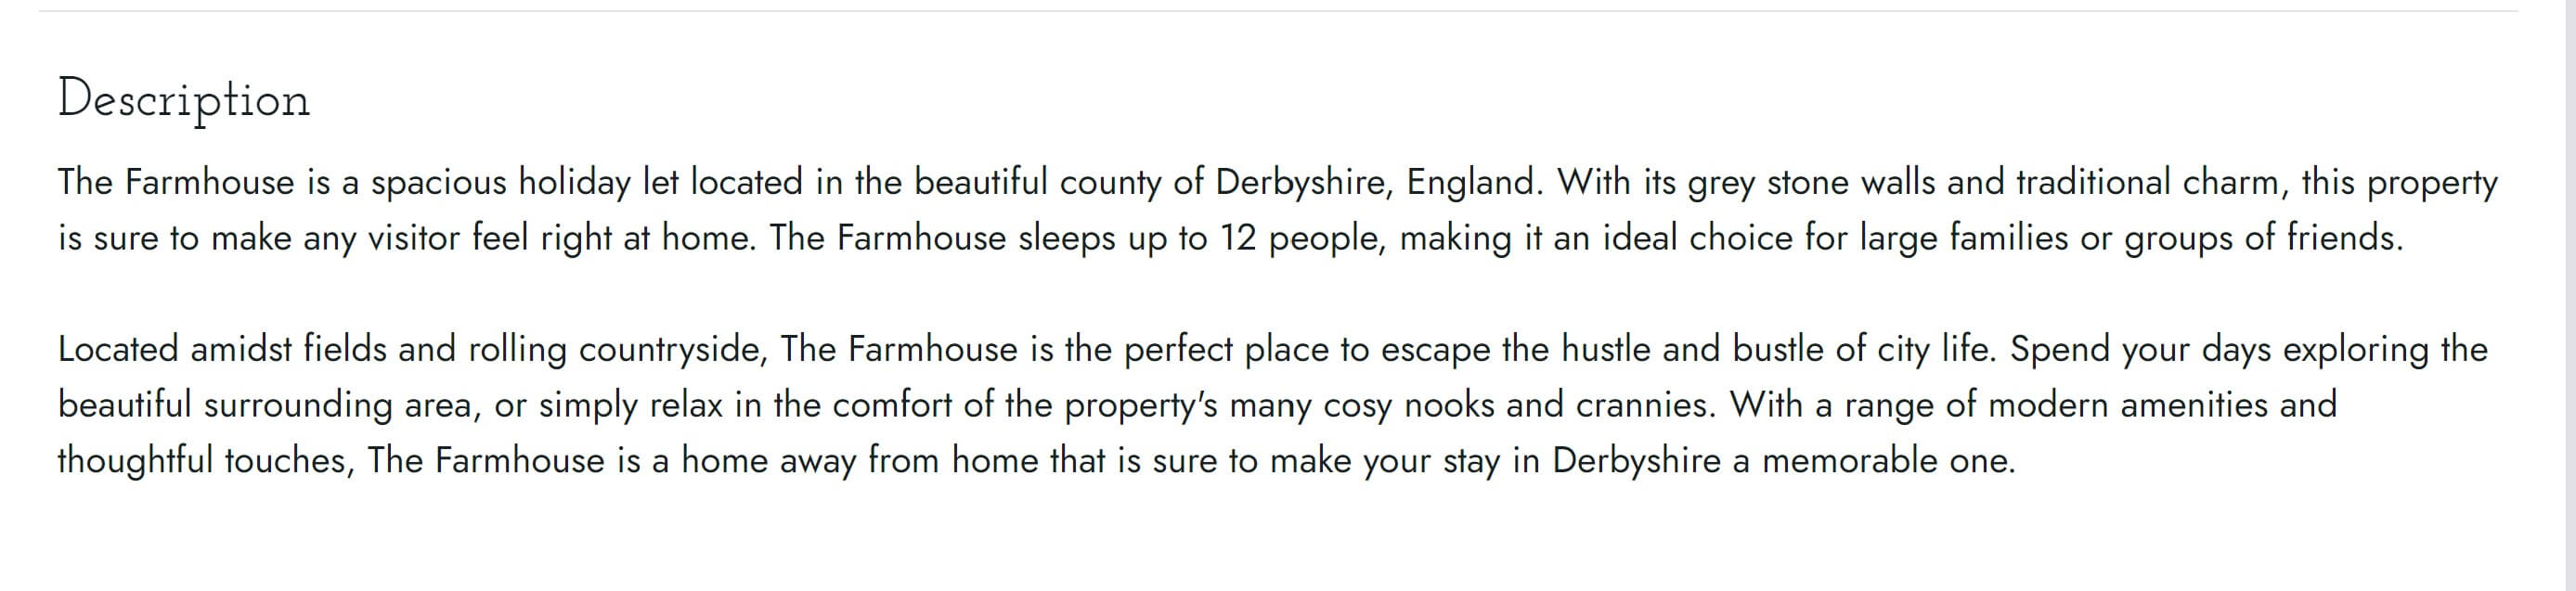 Description
The Farmhouse is a spacious holiday let located in the beautiful county of Derbyshire, England. With its grey stone walls and traditional charm, this property
is sure to make any visitor feel right at home. The Farmhouse sleeps up to 12 people, making it an ideal choice for large families or groups of friends.
Located amidst fields and rolling countryside, The Farmhouse is the perfect place to escape the hustle and bustle of city life. Spend your days exploring the
beautiful surrounding area, or simply relax in the comfort of the property's many cosy nooks and crannies. With a range of modern amenities and
thoughtful touches, The Farmhouse is a home away from home that is sure to make your stay in Derbyshire a memorable one.